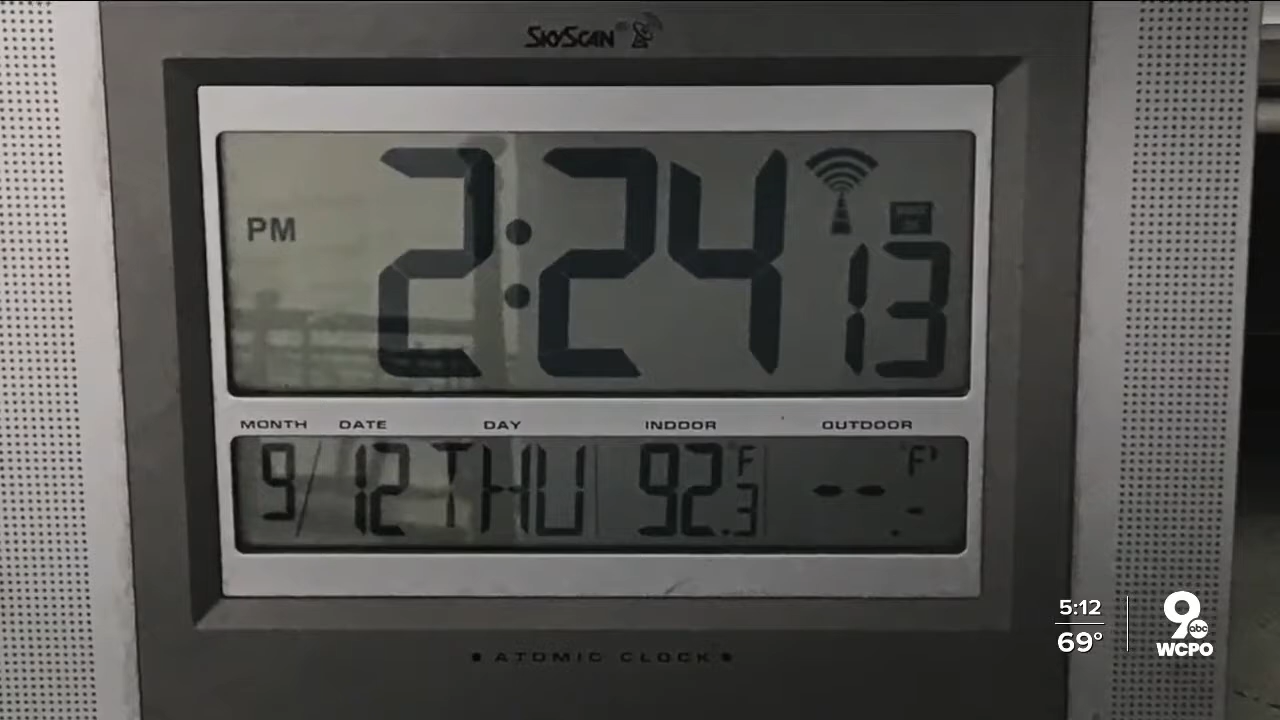 SKYSCAN
PM 2:24 13
MONTH DATE DAY INDOOR OUTDOOR
9/12 THU 92.3 °F --.- °F
• ATOMIC CLOCK •
5:12
69°
9
abc
WCPO